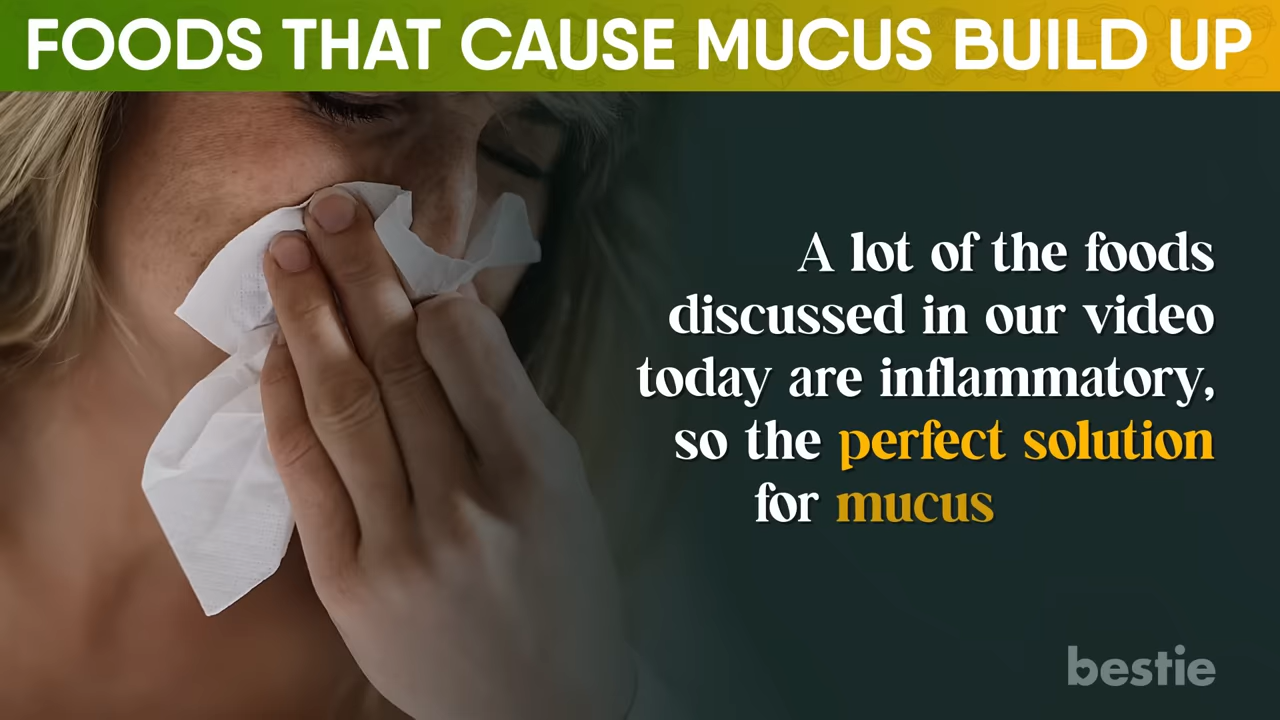 FOODS THAT CAUSE MUCUS BUILD UP
A lot of the foods
discussed in our video
today are inflammatory,
so the perfect solution
for mucus
bestie